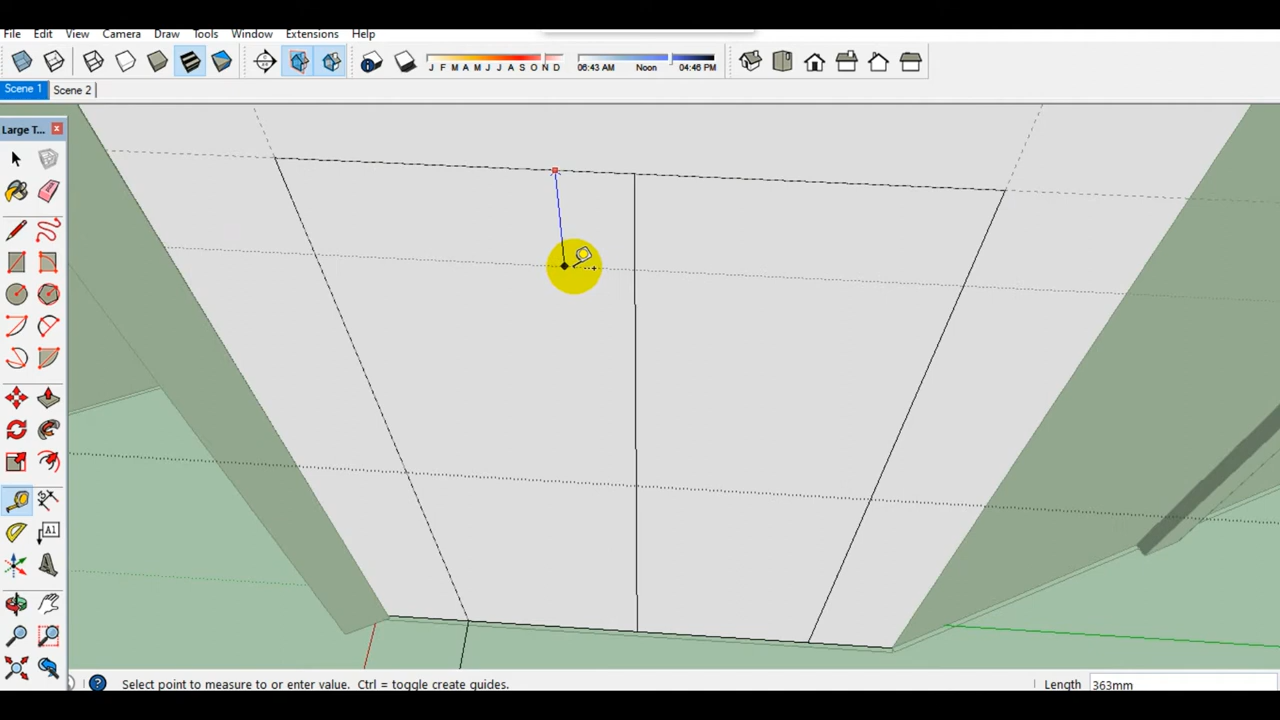 File Edit View Camera Draw Tools Window Extensions Help
J F M A M J J A S O N D 06:43 AM Noon 04:46 PM
Scene 1 Scene 2
Large T...
A1
Select point to measure to or enter value. Ctrl = toggle create guides. Length 363mm